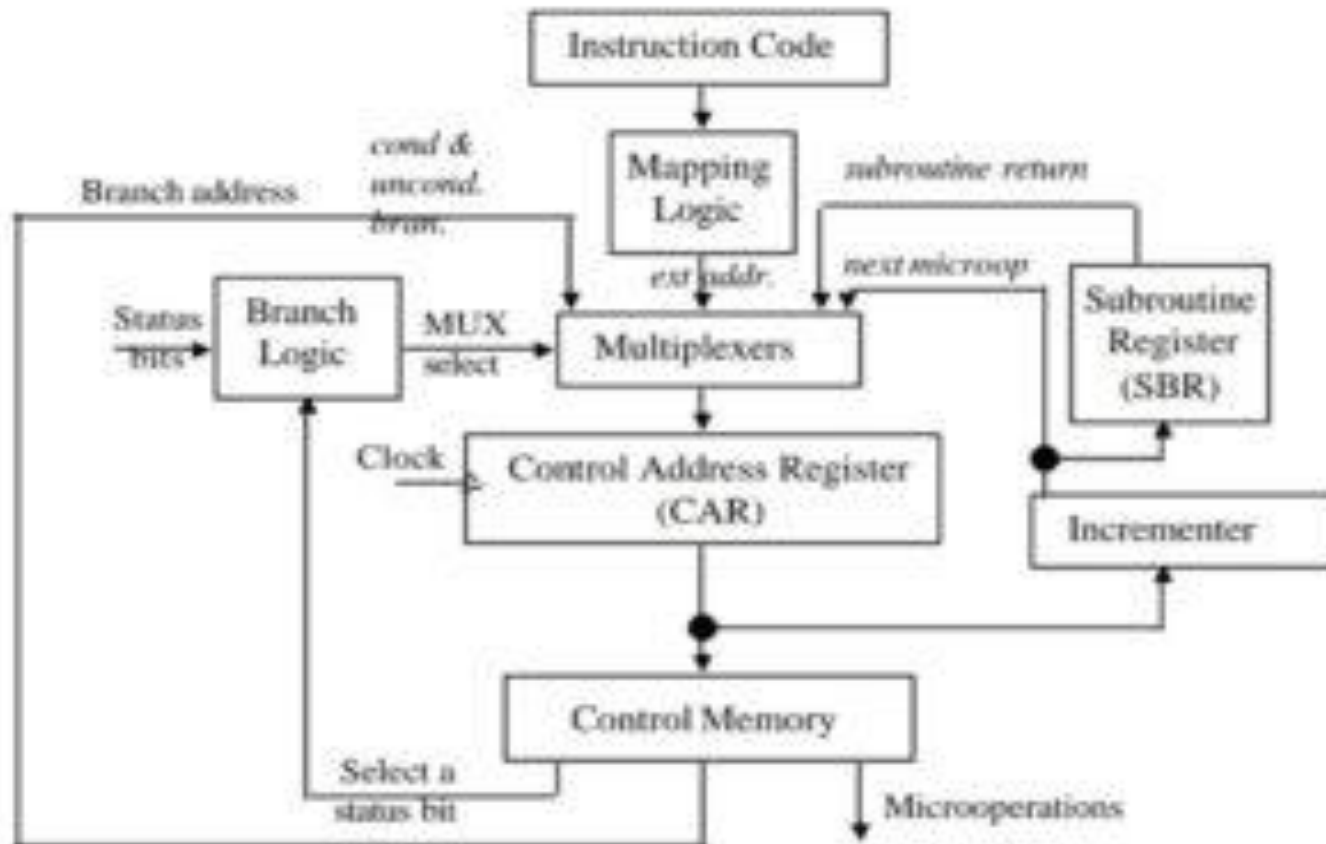 Instruction Code
cond &
uncond.
bran.
Mapping
Logic
subroutine return
Branch address
ext addr.
next microop
Status
bits
Branch
Logic
MUX
select
Multiplexers
Subroutine
Register
(SBR)
Clock
Control Address Register
(CAR)
Incrementer
Control Memory
Select a
status bit
Microoperations